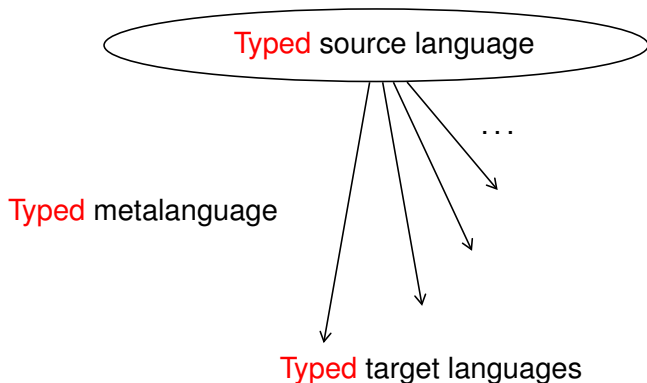 Typed source language
...
Typed metalanguage
Typed target languages